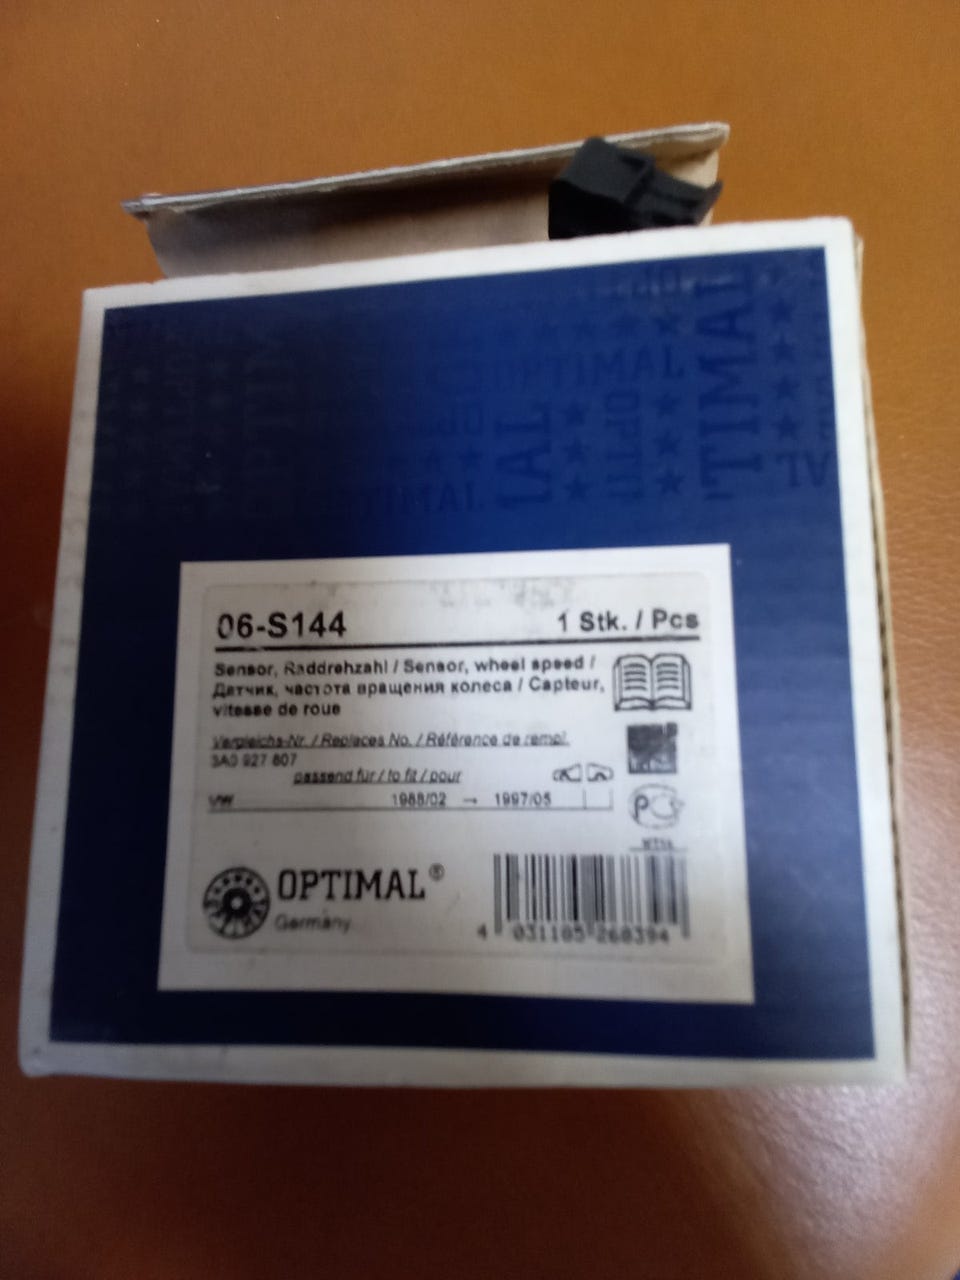 OPTIMAL
OPTIMAL
06-S144
1 Stk. / Pcs
Sensor, Raddrehzahl / Sensor, wheel speed /
Датчик, частота вращения колеса / Capteur,
vitesse de roue
Vergleichs-Nr. / Replaces No. / Référence de rempl.
3A0 927 807
passend für / to fit / pour
VW 1988/02 → 1997/05
OPTIMAL®
Germany
4 031185 268394